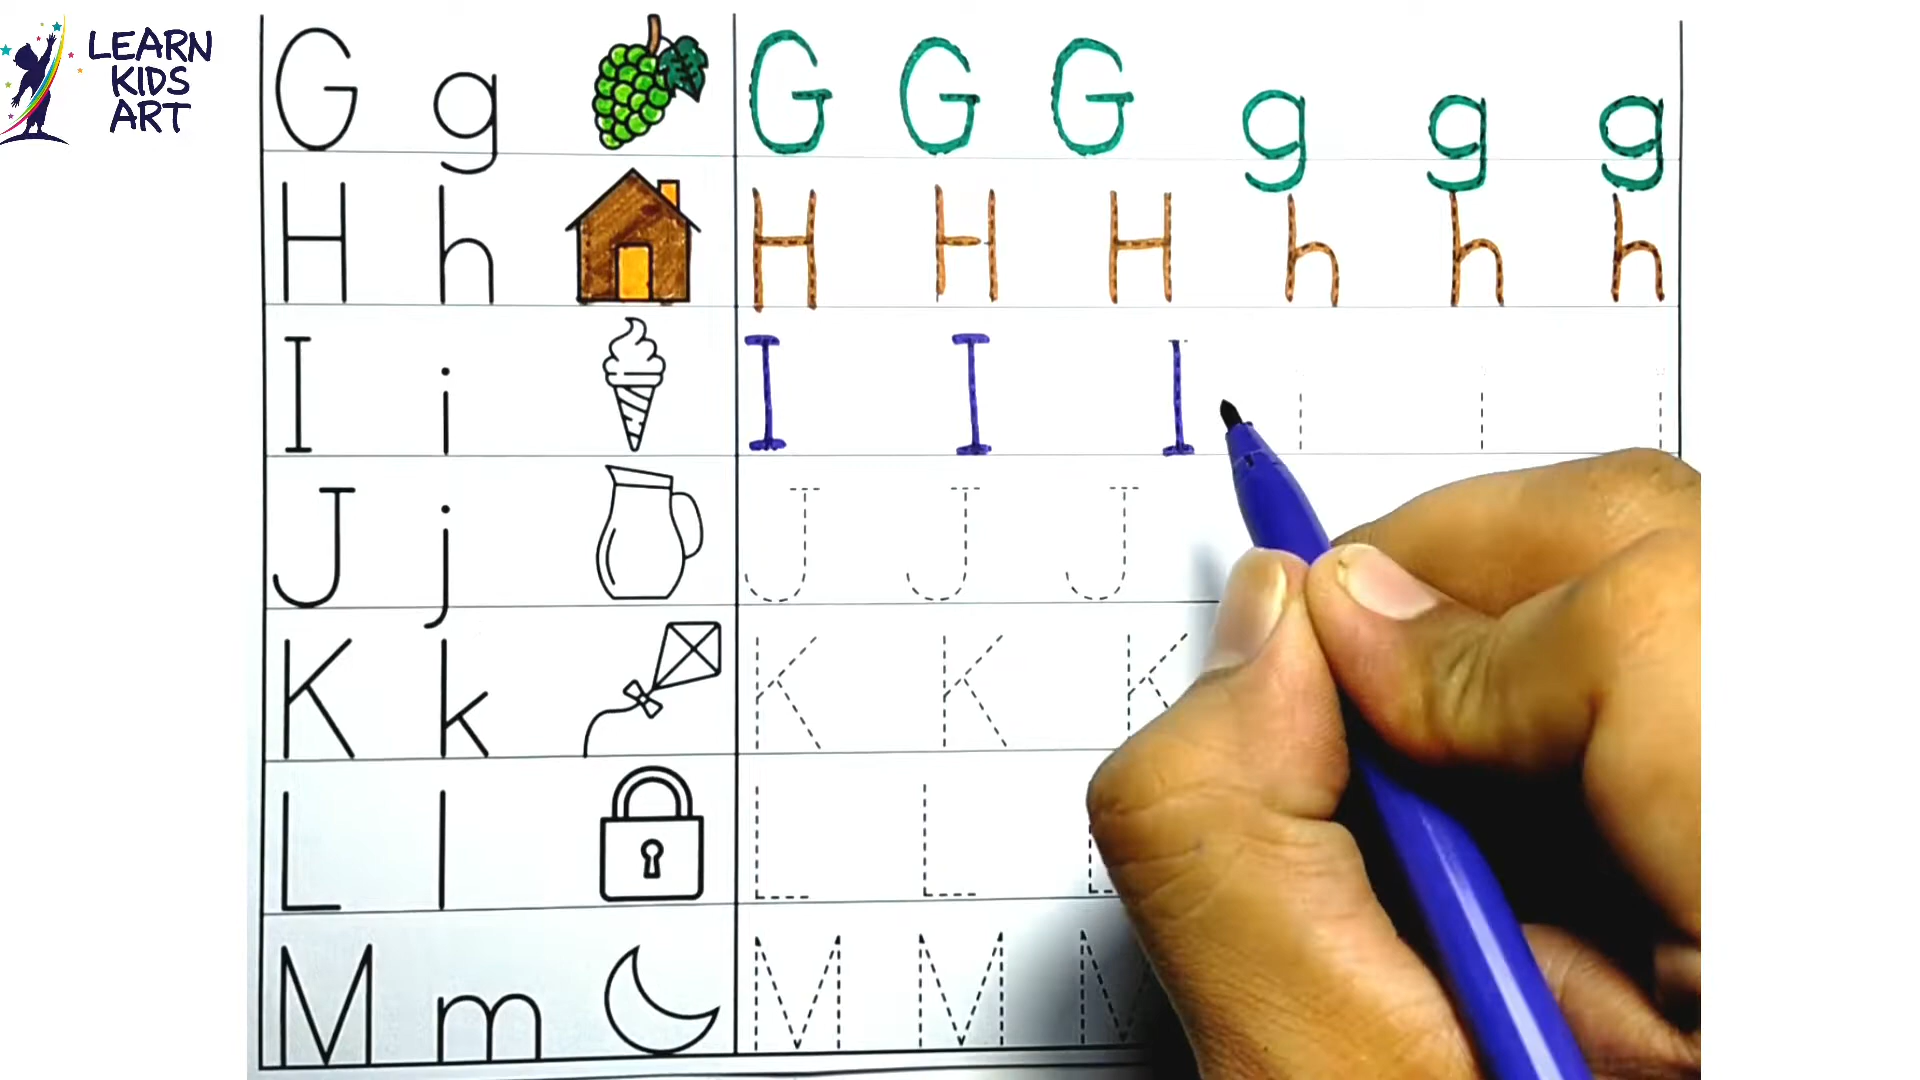 LEARN
KIDS
ART
G g G G G g g g
H h H H H h h h
I i I I I i i i
J j J J J
K k K K K
L l L L L
M m M M M